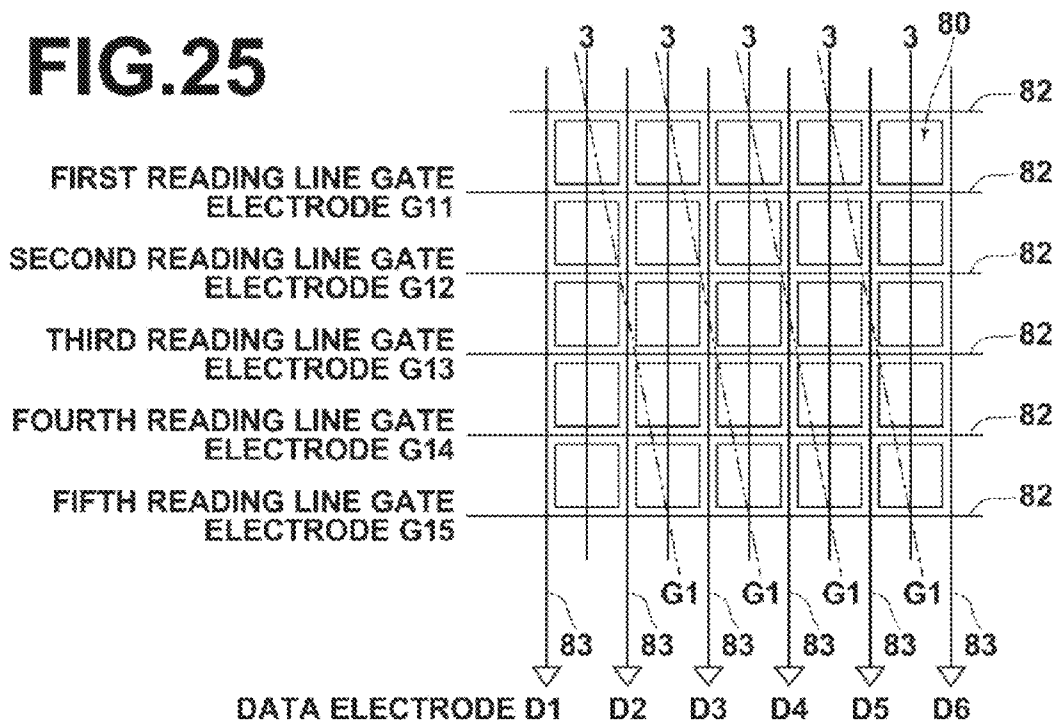 FIG.25
3 3 3 3 3 80
82
FIRST READING LINE GATE
ELECTRODE G11
82
SECOND READING LINE GATE
ELECTRODE G12
82
THIRD READING LINE GATE
ELECTRODE G13
82
FOURTH READING LINE GATE
ELECTRODE G14
82
FIFTH READING LINE GATE
ELECTRODE G15
82
G1 G1 G1 G1
83 83 83 83 83 83
DATA ELECTRODE D1 D2 D3 D4 D5 D6